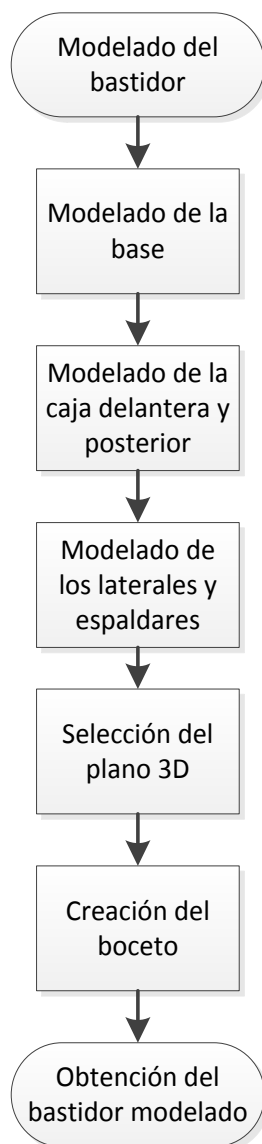 Modelado del
bastidor
Modelado de la
base
Modelado de la
caja delantera y
posterior
Modelado de
los laterales y
espaldares
Selección del
plano 3D
Creación del
boceto
Obtención del
bastidor modelado